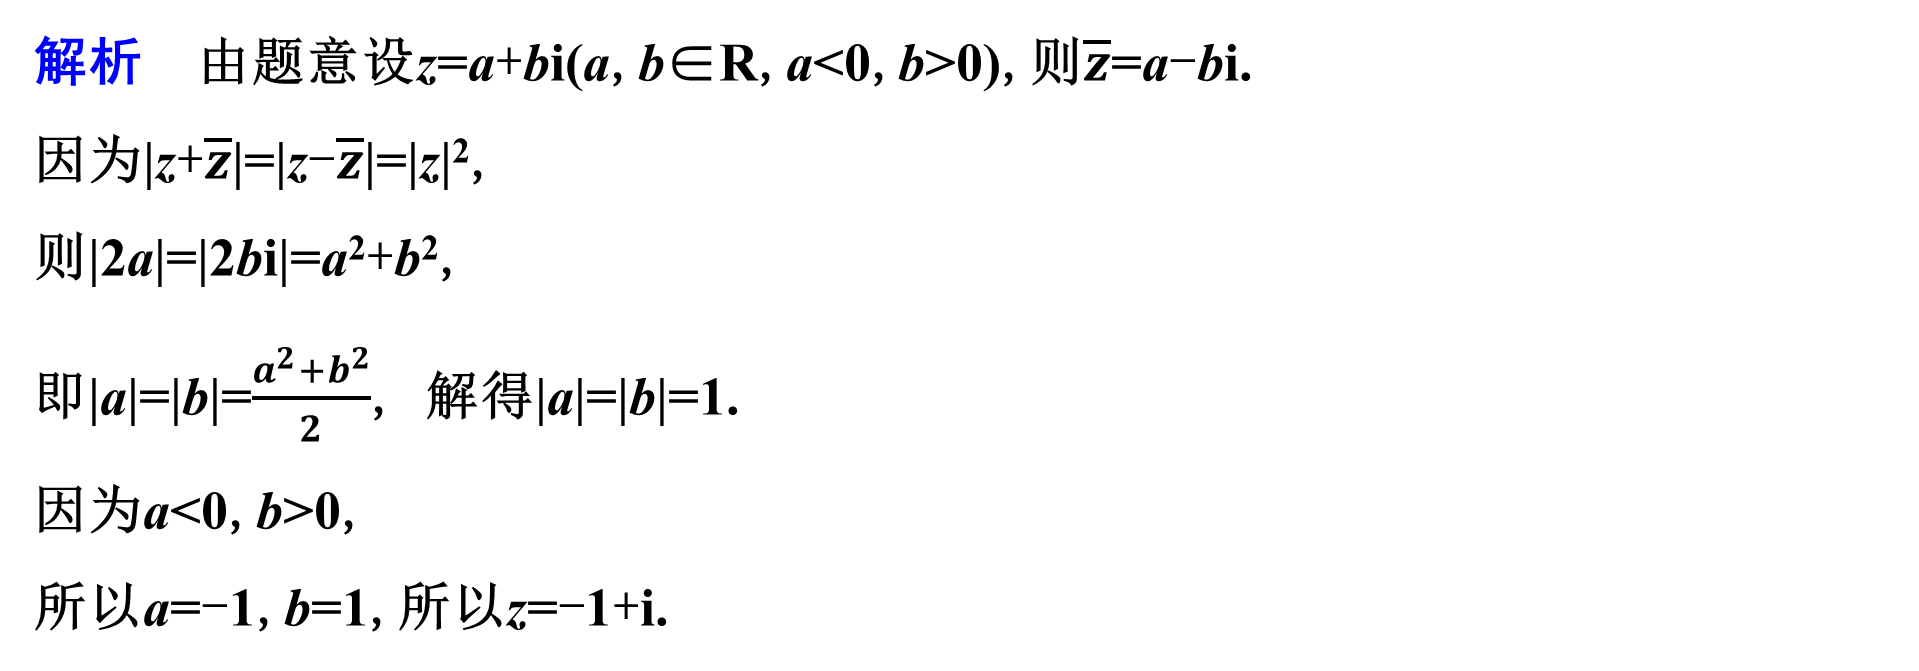 解析 由题意设z=a+bi(a, b∈R, a<0, b>0), 则z̅=a−bi.
因为|z+z̅|=|z−z̅|=|z|²,
则|2a|=|2bi|=a²+b²,
即|a|=|b|=\frac{a²+b²}{2}, 解得|a|=|b|=1.
因为a<0, b>0,
所以a=−1, b=1, 所以z=−1+i.